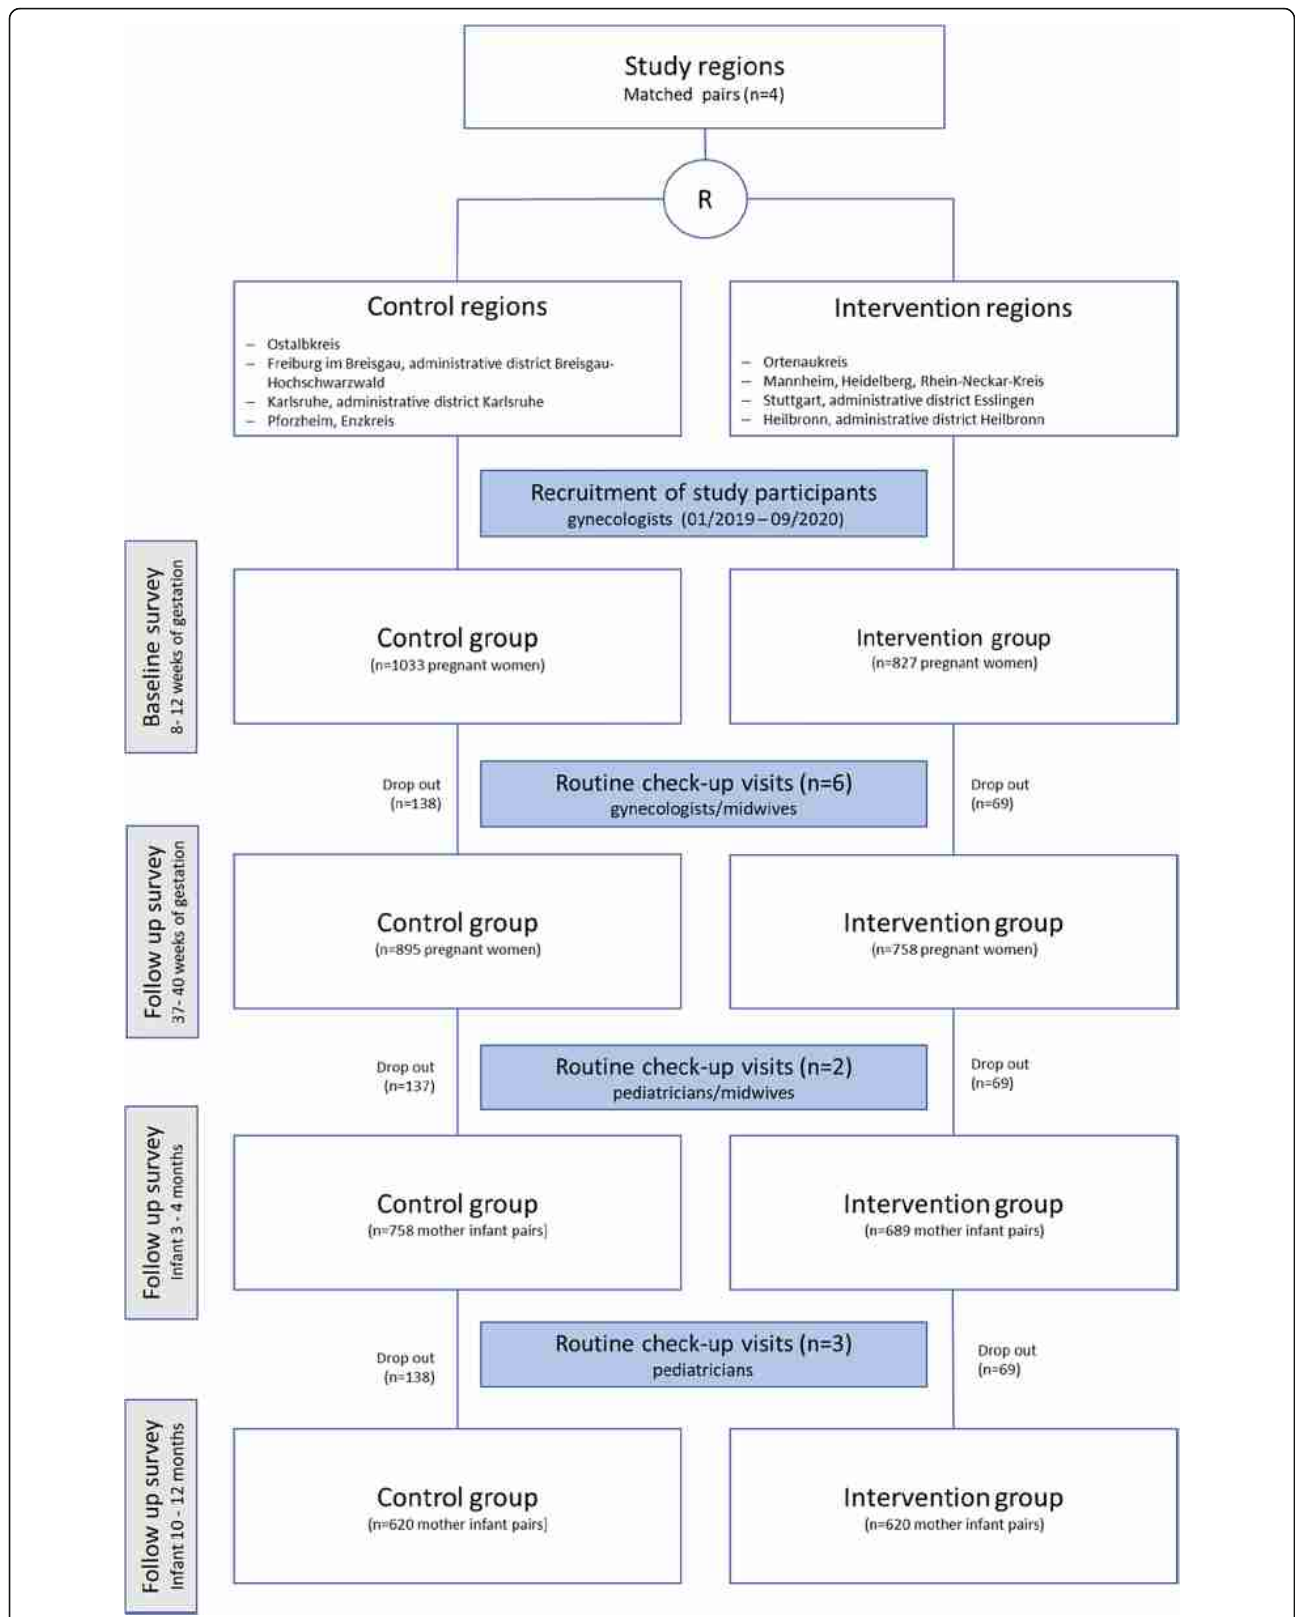 Study regions
Matched pairs (n=4)
R
Control regions
– Ostalbkreis
– Freiburg im Breisgau, administrative district Breisgau-
Hochschwarzwald
– Karlsruhe, administrative district Karlsruhe
– Pforzheim, Enzkreis
Intervention regions
– Ortenaukreis
– Mannheim, Heidelberg, Rhein-Neckar-Kreis
– Stuttgart, administrative district Esslingen
– Heilbronn, administrative district Heilbronn
Recruitment of study participants
gynecologists (01/2019 – 09/2020)
Baseline survey
8- 12 weeks of gestation
Control group
(n=1033 pregnant women)
Intervention group
(n=827 pregnant women)
Drop out
(n=138)
Routine check-up visits (n=6)
gynecologists/midwives
Drop out
(n=69)
Follow up survey
37- 40 weeks of gestation
Control group
(n=895 pregnant women)
Intervention group
(n=758 pregnant women)
Drop out
(n=137)
Routine check-up visits (n=2)
pediatricians/midwives
Drop out
(n=69)
Follow up survey
Infant 3 - 4 months
Control group
(n=758 mother infant pairs]
Intervention group
(n=689 mother infant pairs)
Drop out
(n=138)
Routine check-up visits (n=3)
pediatricians
Drop out
(n=69)
Follow up survey
Infant 10 - 12 months
Control group
(n=620 mother infant pairs]
Intervention group
(n=620 mother infant pairs)